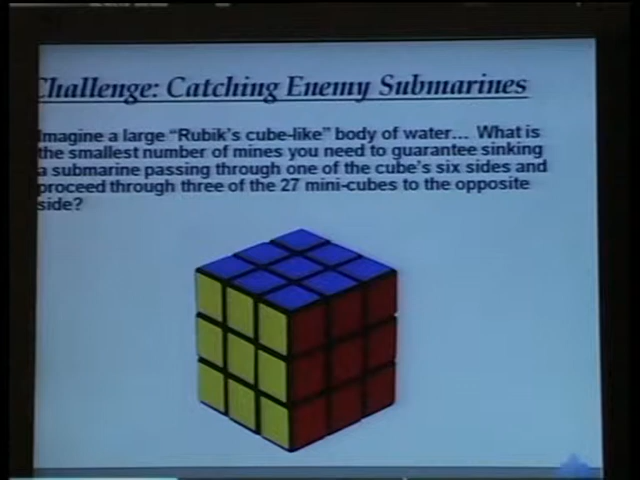 Challenge: Catching Enemy Submarines
Imagine a large "Rubik's cube-like" body of water... What is
the smallest number of mines you need to guarantee sinking
a submarine passing through one of the cube's six sides and
proceed through three of the 27 mini-cubes to the opposite
side?